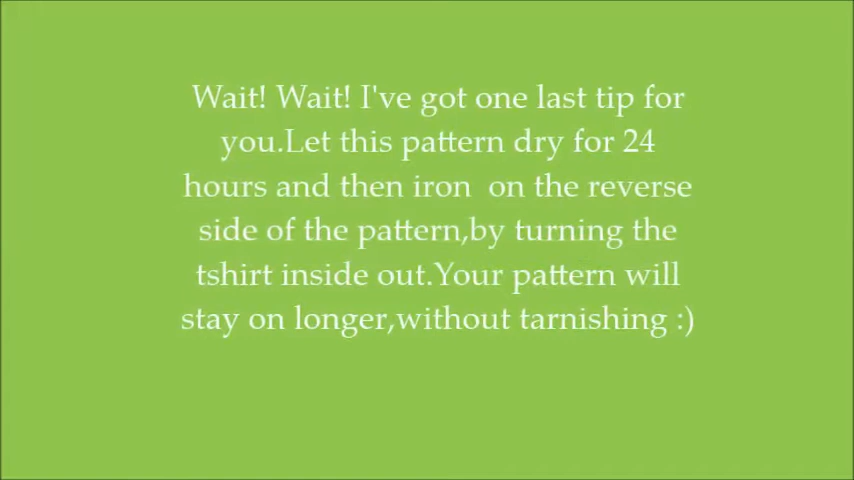 Wait! Wait! I've got one last tip for
you.Let this pattern dry for 24
hours and then iron  on the reverse
side of the pattern,by turning the
tshirt inside out.Your pattern will
stay on longer,without tarnishing :)